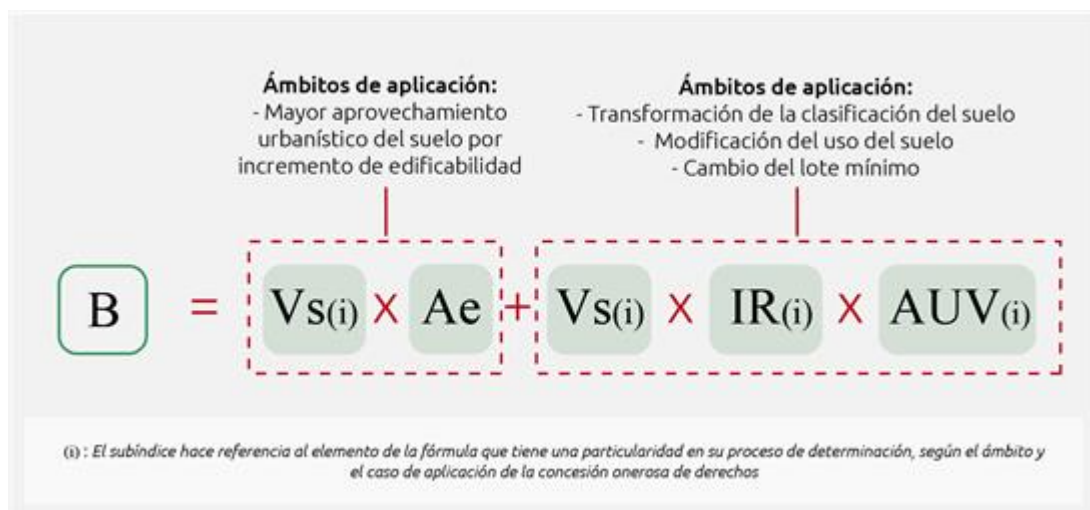 Ámbitos de aplicación:
- Mayor aprovechamiento
urbanístico del suelo por
incremento de edificabilidad
Ámbitos de aplicación:
- Transformación de la clasificación del suelo
- Modificación del uso del suelo
- Cambio del lote mínimo
B = Vs(i) X Ae + Vs(i) X IR(i) X AUV(i)
(i) : El subíndice hace referencia al elemento de la fórmula que tiene una particularidad en su proceso de determinación, según el ámbito y
el caso de aplicación de la concesión onerosa de derechos